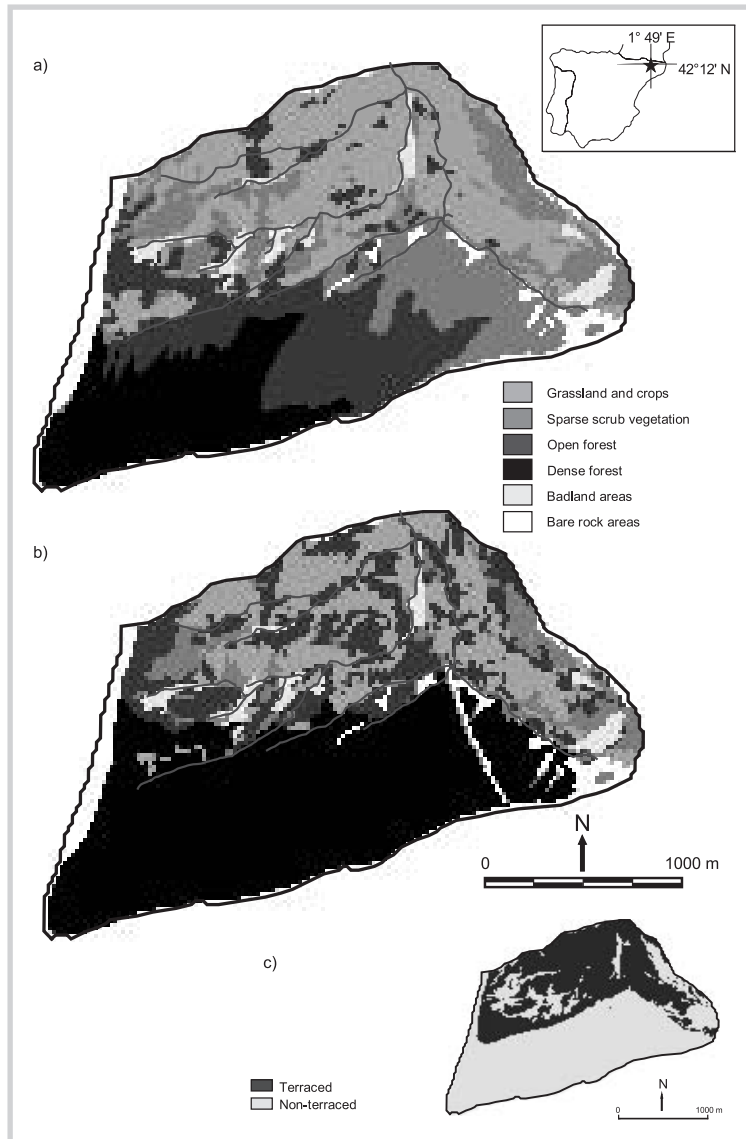 a)
1° 49' E
42°12' N
Grassland and crops
Sparse scrub vegetation
Open forest
Dense forest
Badland areas
Bare rock areas
b)
N
0 1000 m
c)
Terraced
Non-terraced
N
0 1000 m